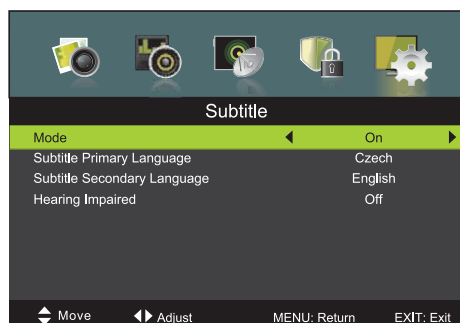 Subtitle
Mode On
Subtitle Primary Language Czech
Subtitle Secondary Language English
Hearing Impaired Off
Move Adjust MENU: Return EXIT: Exit